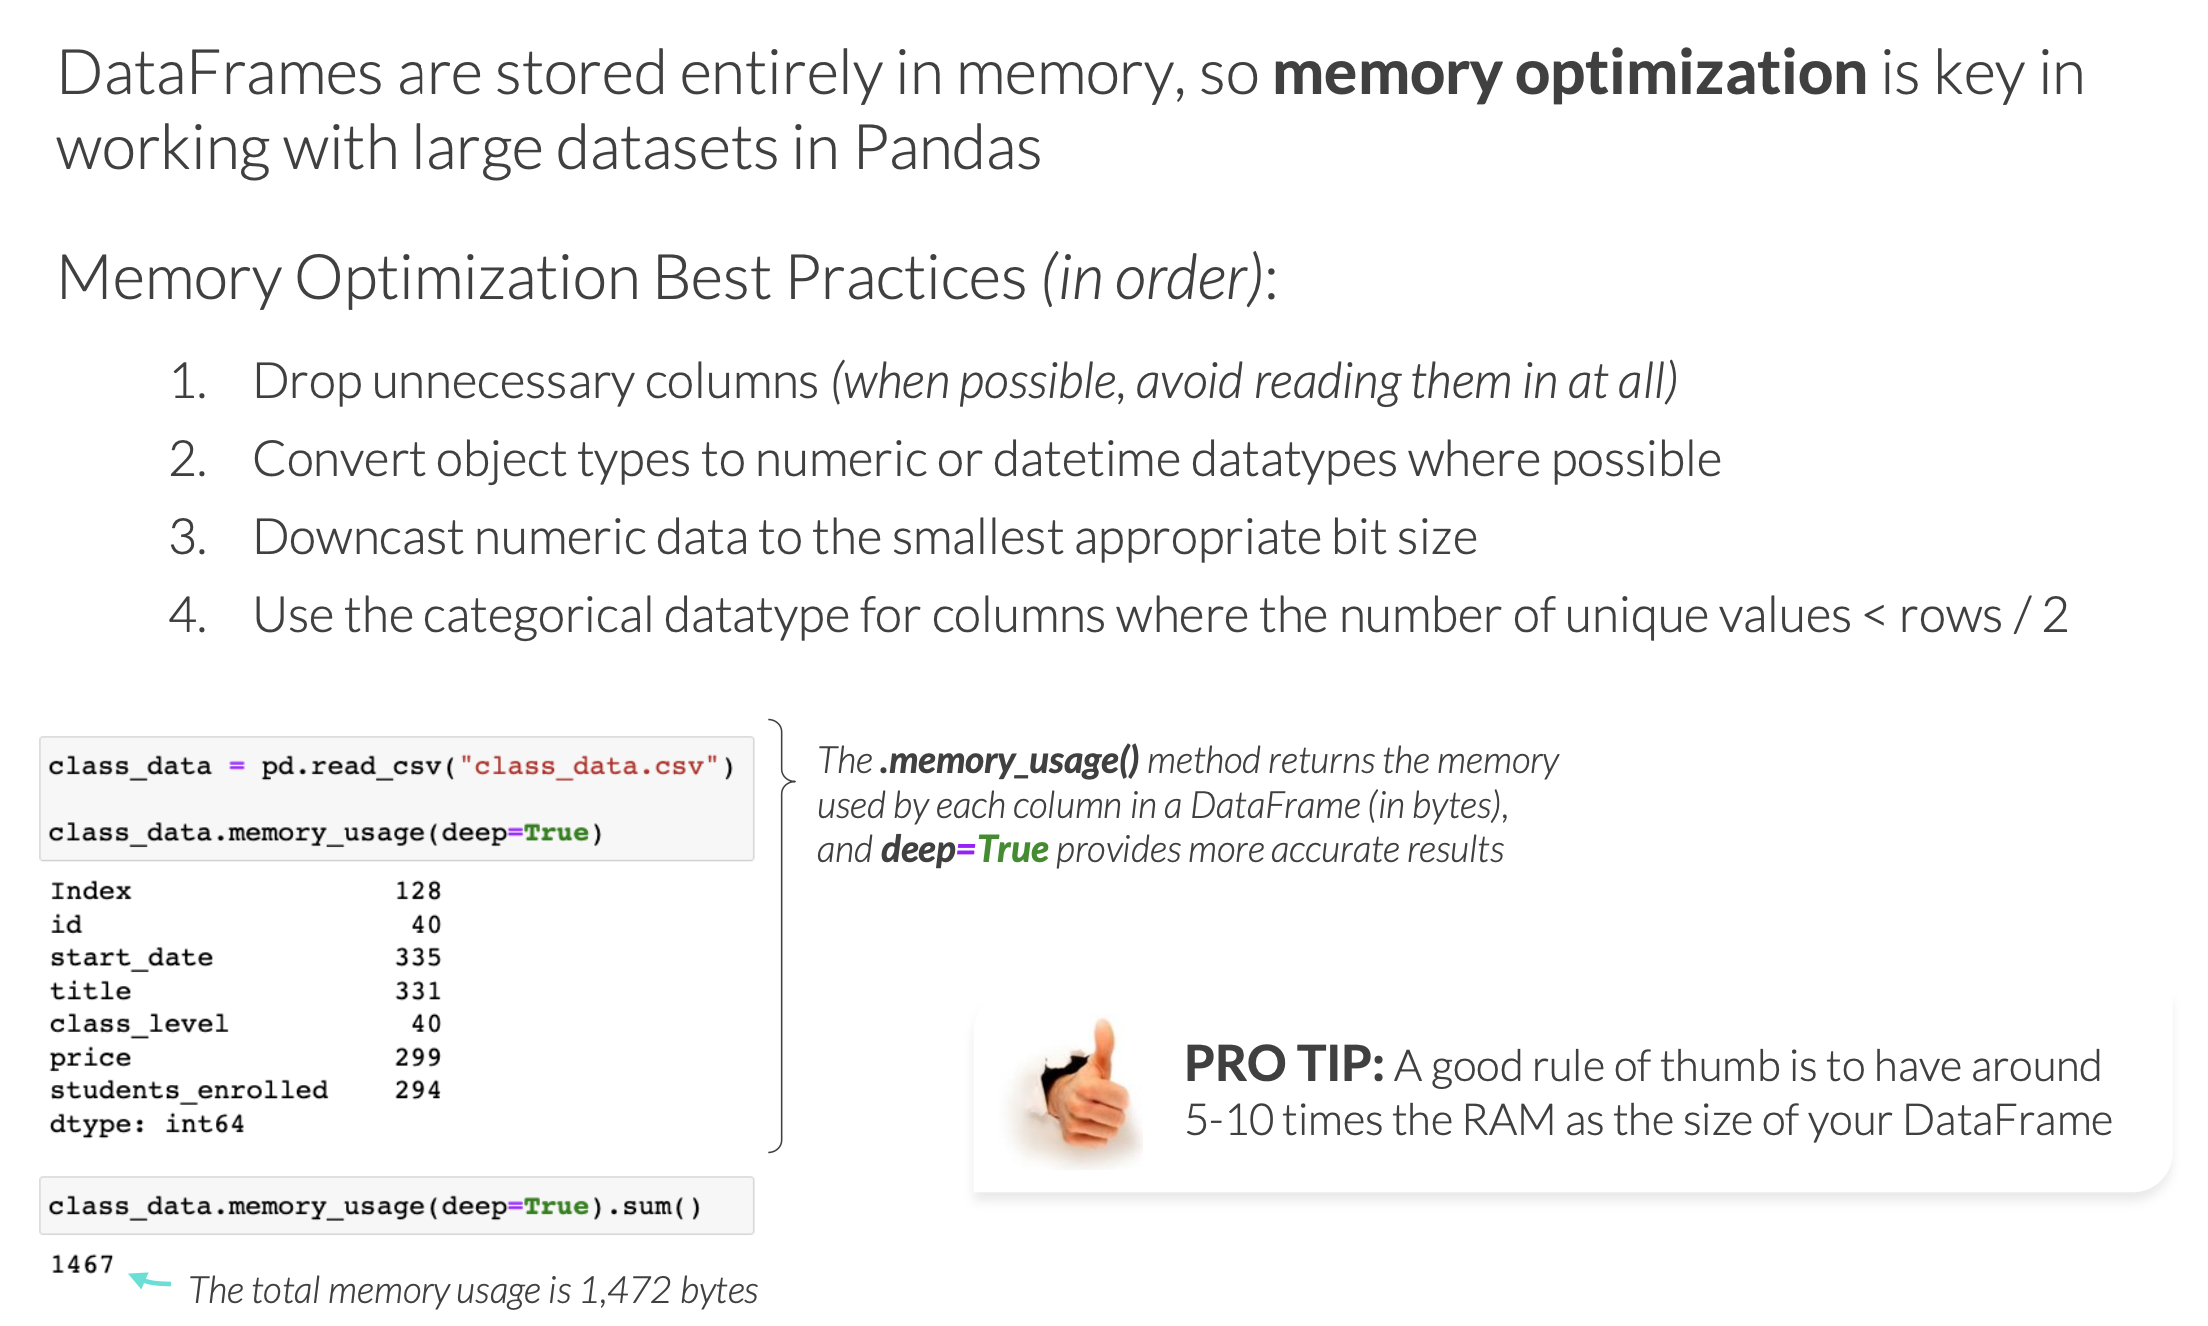 DataFrames are stored entirely in memory, so memory optimization is key in
working with large datasets in Pandas
Memory Optimization Best Practices (in order):
1. Drop unnecessary columns (when possible, avoid reading them in at all)
2. Convert object types to numeric or datetime datatypes where possible
3. Downcast numeric data to the smallest appropriate bit size
4. Use the categorical datatype for columns where the number of unique values < rows / 2
class_data = pd.read_csv("class_data.csv")
class_data.memory_usage(deep=True)
Index 128
id 40
start_date 335
title 331
class_level 40
price 299
students_enrolled 294
dtype: int64
The .memory_usage() method returns the memory
used by each column in a DataFrame (in bytes),
and deep=True provides more accurate results
PRO TIP: A good rule of thumb is to have around
5-10 times the RAM as the size of your DataFrame
class_data.memory_usage(deep=True).sum()
1467
The total memory usage is 1,472 bytes